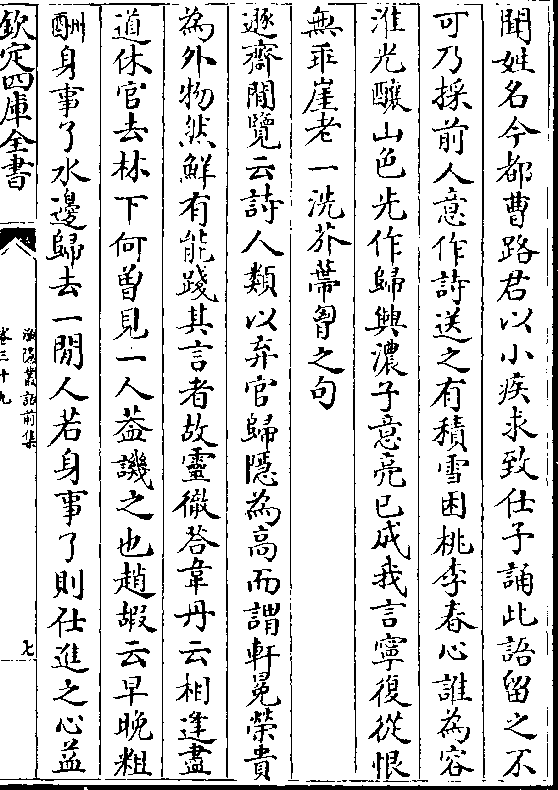 聞姓名今都曹路君以小疾求致仕予誦此語留之不
可乃採前人意作詩送之有積雪困桃李春心誰為容
淮光釀山色先作歸興濃子意亮已成我言寧復從恨
無乖崖老一洗芥蔕胷之句
遯齋閒覽云詩人類以弃官歸隱為高而謂軒冕榮貴
為外物然鮮有能踐其言者故靈徹荅韋丹云相逢盡
道休官去林下何曽見一人葢譏之也趙嘏云早晚粗
酬身事了水邊歸去一閒人若身事了則仕進之心益
欽定四庫全書
漁隠叢話前集
卷三十九
七